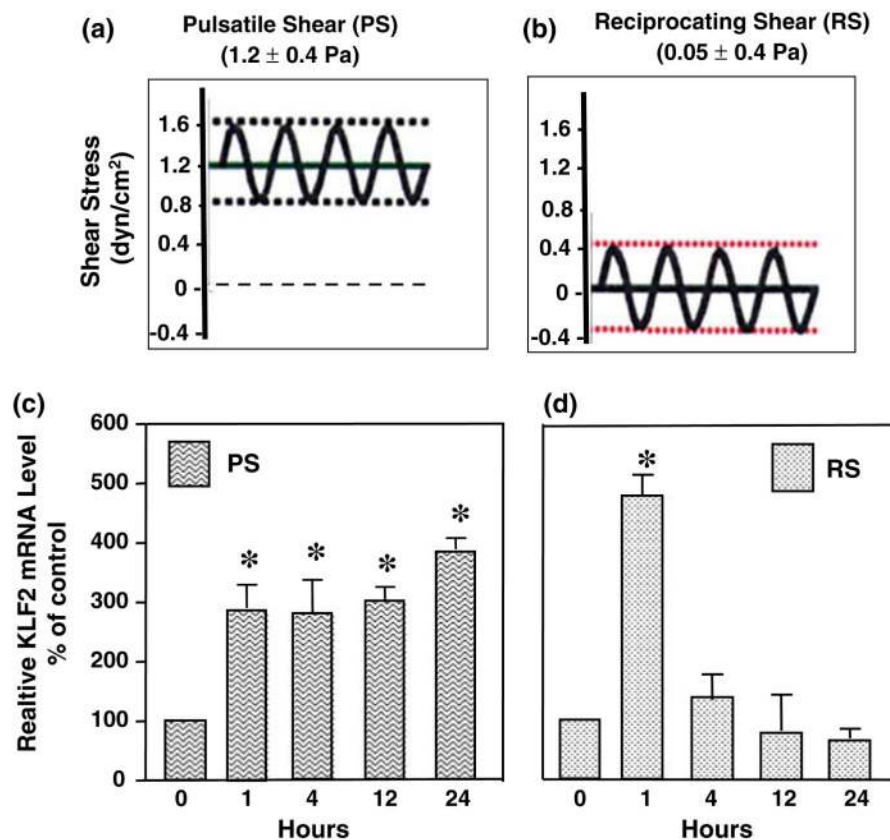 (a)
Pulsatile Shear (PS)
(1.2 ± 0.4 Pa)
(b)
Reciprocating Shear (RS)
(0.05 ± 0.4 Pa)
Shear Stress
(dyn/cm²)
1.6
1.2
0.8
0.4
0
-0.4
1.6
1.2
0.8
0.4
0
-0.4
(c)
Realtive KLF2 mRNA Level
% of control
600
500
400
300
200
100
0
PS
*
*
*
*
0 1 4 12 24
Hours
(d)
*
RS
0 1 4 12 24
Hours